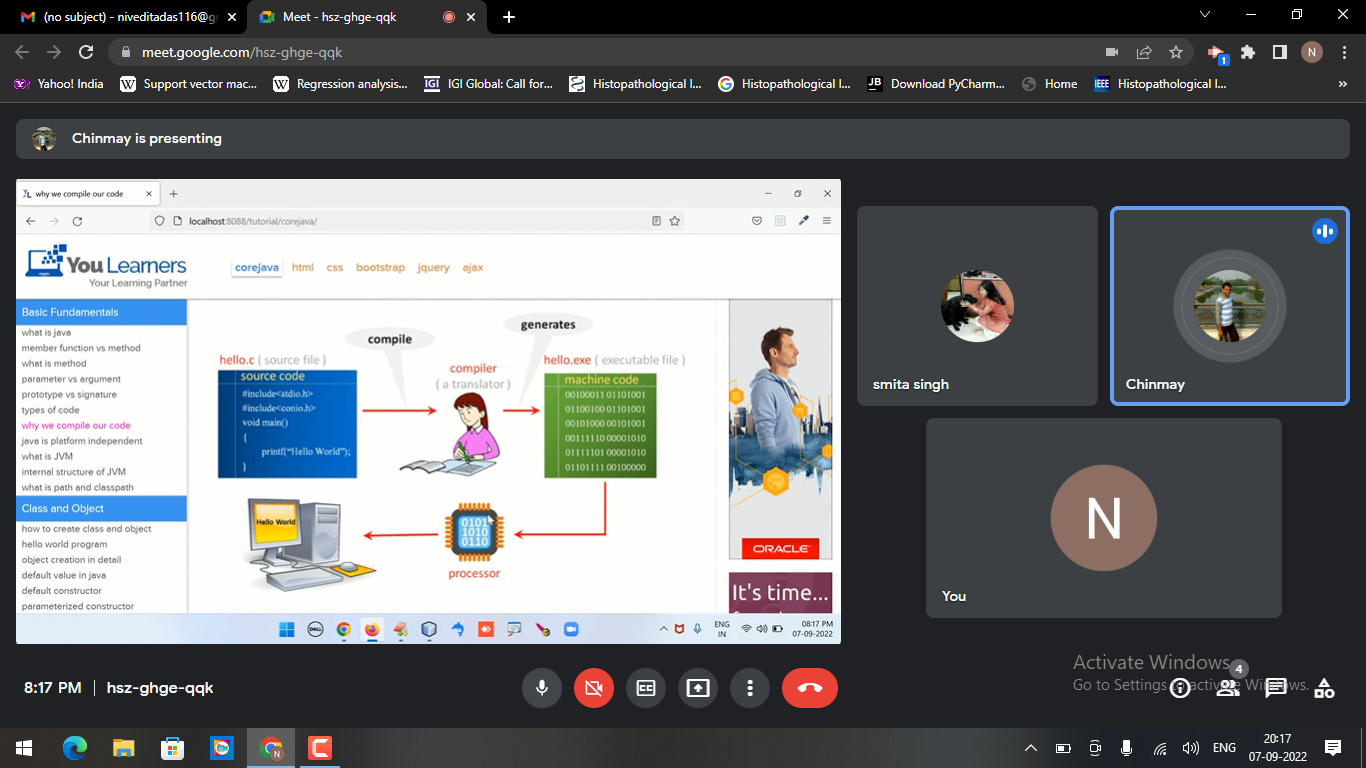 (no subject) - niveditadas116@g
Meet - hsz-ghge-qqk
meet.google.com/hsz-ghge-qqk
1
N
Yahoo! India
Support vector mac...
Regression analysis...
IGI Global: Call for...
Histopathological I...
Histopathological I...
Download PyCharm...
Home
IEEE
Histopathological I...
»
Chinmay is presenting
YL why we compile our code
localhost:8088/tutorial/corejava/
You Learners
Your Learning Partner
corejava html css bootstrap jquery ajax
Basic Fundamentals
what is java
member function vs method
what is method
parameter vs argument
prototype vs signature
types of code
why we compile our code
java is platform independent
what is JVM
internal structure of JVM
what is path and classpath
Class and Object
how to create class and object
hello world program
object creation in detail
default value in java
default constructor
parameterized constructor
compile
generates
hello.c ( source file )
source code
#include<stdio.h>
#include<conio.h>
void main()
{
printf("Hello World");
}
compiler
( a translator )
hello.exe ( executable file )
machine code
00100011 01101001
01100100 01101001
00101000 00101001
00111110 00001010
01111101 00001010
01101111 00100000
Hello World
0101
1010
0110
processor
ORACLE
It's time...
DELL
ENG
IN
08:17 PM
07-09-2022
smita singh
Chinmay
N
You
8:17 PM | hsz-ghge-qqk
CC
4
Activate Windows
Go to Settings to activate Windows.
N
ENG
20:17
07-09-2022